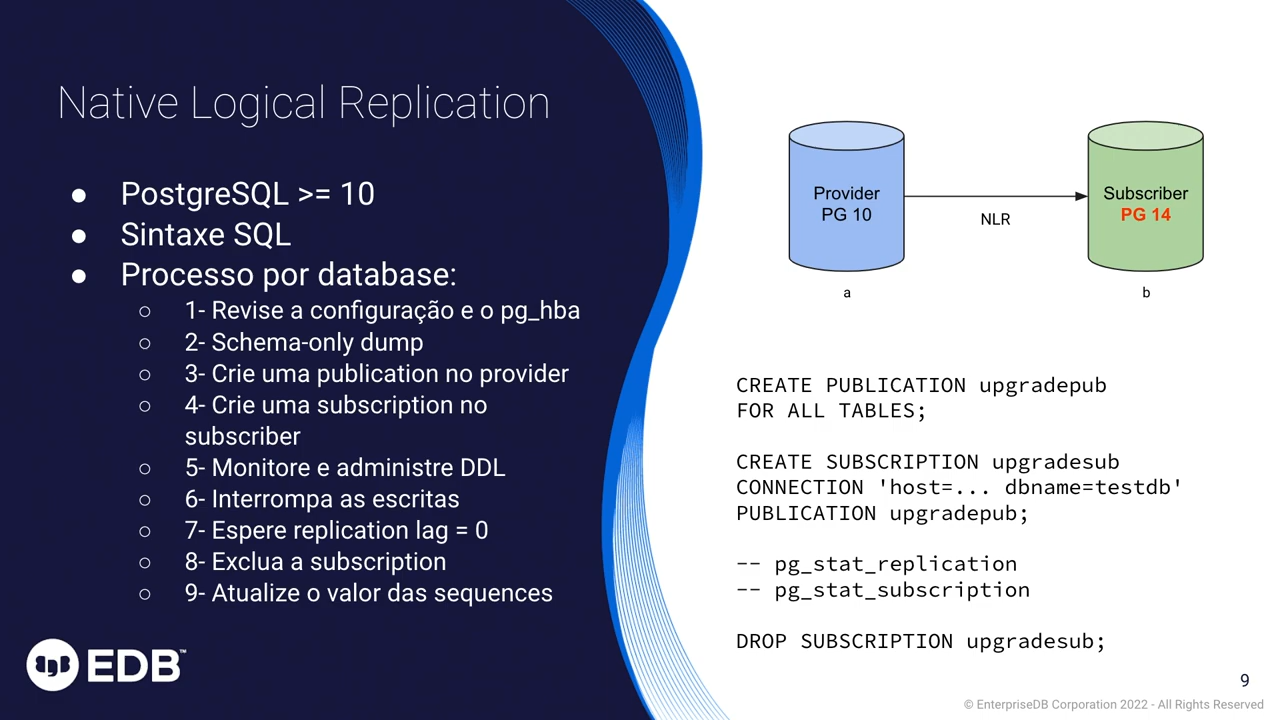 Native Logical Replication
● PostgreSQL >= 10
● Sintaxe SQL
● Processo por database:
○ 1- Revise a configuração e o pg_hba
○ 2- Schema-only dump
○ 3- Crie uma publication no provider
○ 4- Crie uma subscription no
subscriber
○ 5- Monitore e administre DDL
○ 6- Interrompa as escritas
○ 7- Espere replication lag = 0
○ 8- Exclua a subscription
○ 9- Atualize o valor das sequences
EDB™
Provider
PG 10
NLR
Subscriber
PG 14
a
b
CREATE PUBLICATION upgradepub
FOR ALL TABLES;
CREATE SUBSCRIPTION upgradesub
CONNECTION 'host=... dbname=testdb'
PUBLICATION upgradepub;
-- pg_stat_replication
-- pg_stat_subscription
DROP SUBSCRIPTION upgradesub;
9
© EnterpriseDB Corporation 2022 - All Rights Reserved